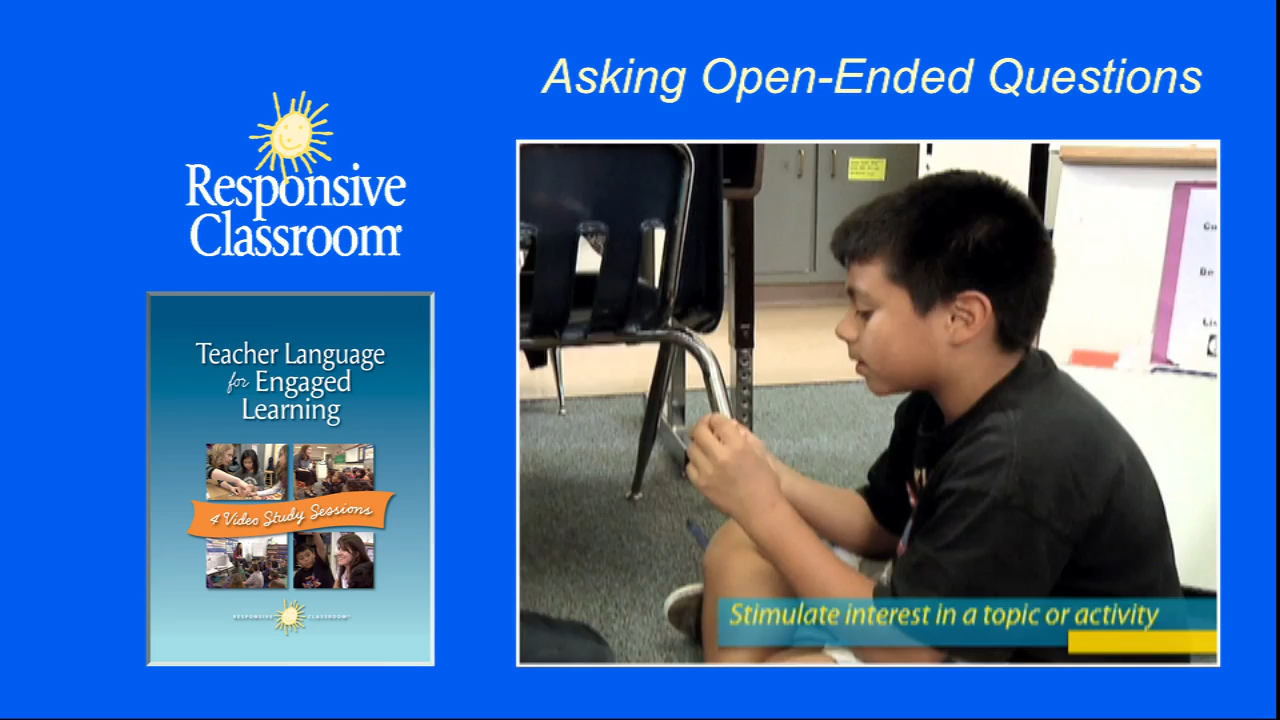 Asking Open-Ended Questions
Responsive
Classroom®
Teacher Language
for Engaged
Learning
4 Video Study Sessions
RESPONSIVE CLASSROOM®
Stimulate interest in a topic or activity